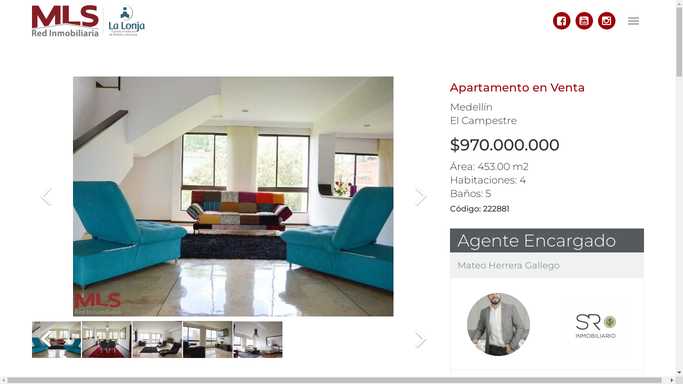 MLS
Red Inmobiliaria
La Lonja
Apartamento en Venta
Medellín
El Campestre
$970.000.000
Área: 453.00 m2
Habitaciones: 4
Baños: 5
Código: 222881
Agente Encargado
Mateo Herrera Gallego
MLS
Red Inmobiliaria
SR
INMOBILIARIO